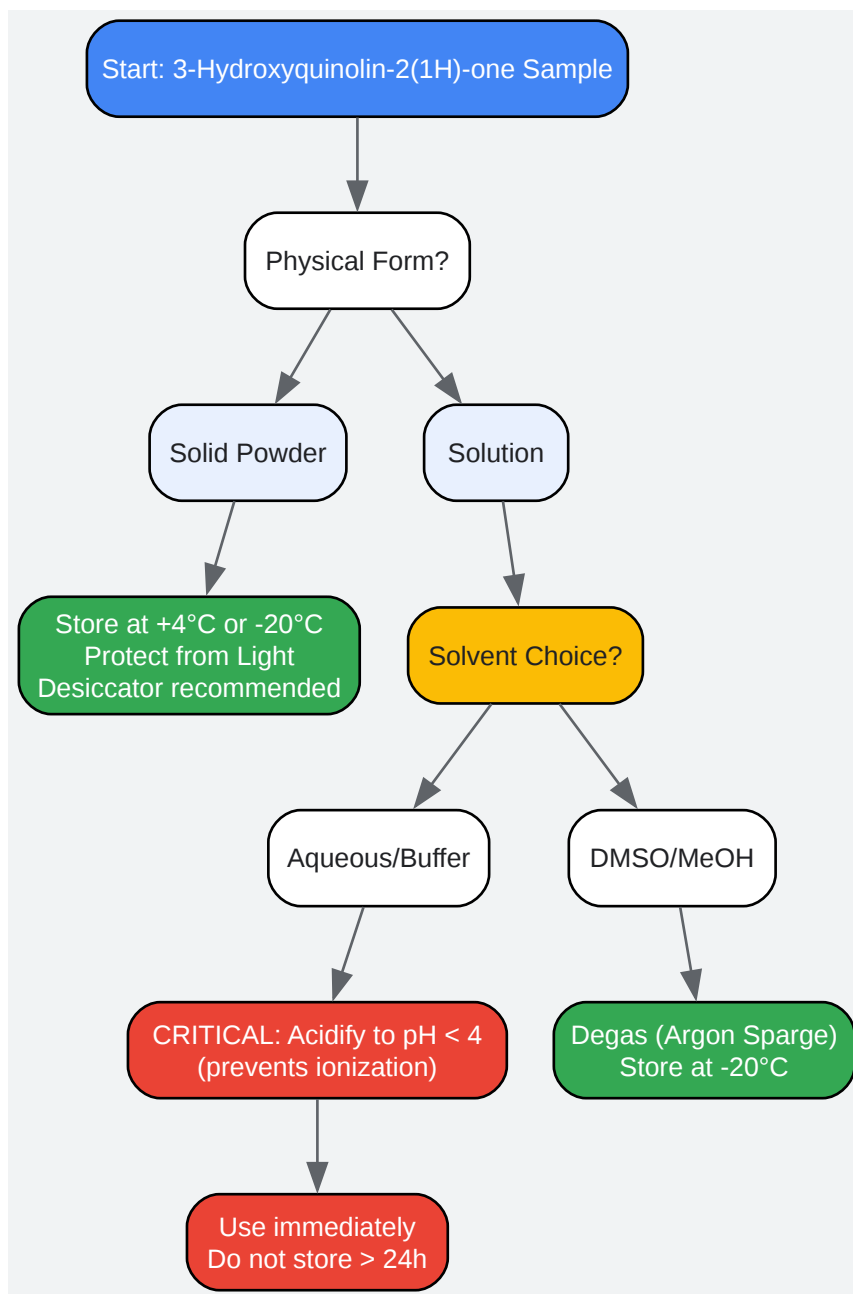 Start: 3-Hydroxyquinolin-2(1H)-one Sample
Physical Form?
Solid Powder
Solution
Store at +4°C or -20°C
Protect from Light
Desiccator recommended
Solvent Choice?
Aqueous/Buffer
DMSO/MeOH
CRITICAL: Acidify to pH < 4
(prevents ionization)
Degas (Argon Sparge)
Store at -20°C
Use immediately
Do not store > 24h